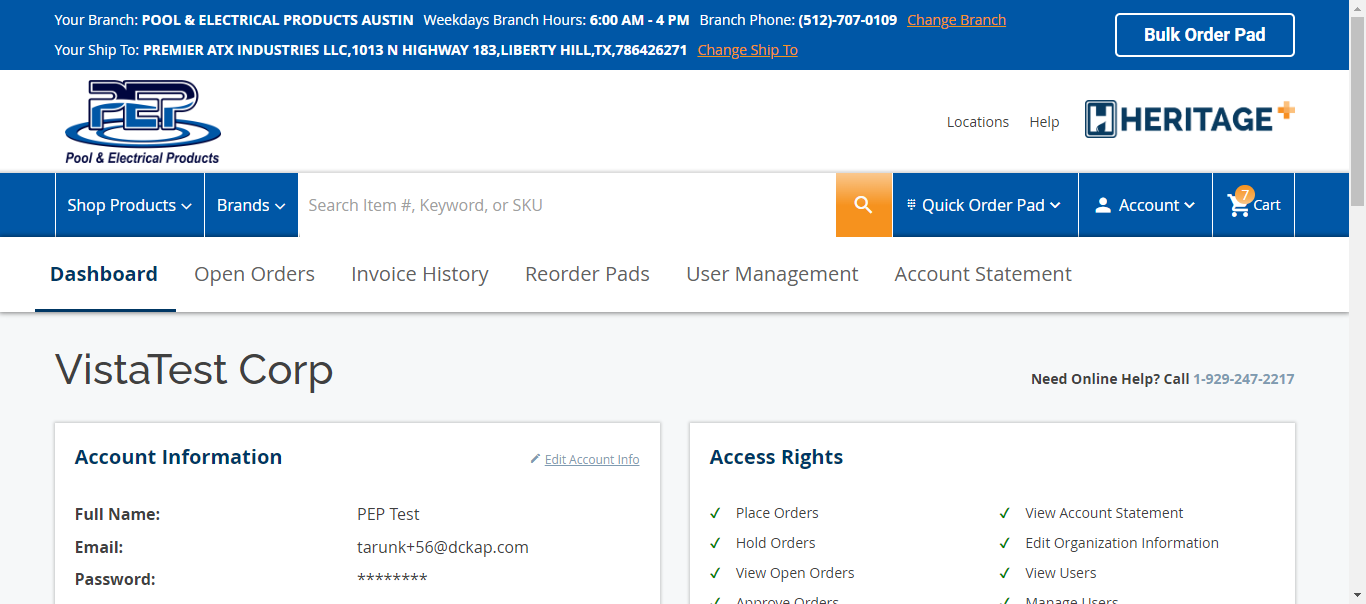 Your Branch: POOL & ELECTRICAL PRODUCTS AUSTIN Weekdays Branch Hours: 6:00 AM - 4 PM Branch Phone: (512)-707-0109 Change Branch
Your Ship To: PREMIER ATX INDUSTRIES LLC,1013 N HIGHWAY 183,LIBERTY HILL,TX,786426271 Change Ship To
Bulk Order Pad
PEP
Pool & Electrical Products
Locations Help
HERITAGE+
Shop Products Brands Search Item #, Keyword, or SKU Quick Order Pad Account 7 Cart
Dashboard Open Orders Invoice History Reorder Pads User Management Account Statement
VistaTest Corp
Need Online Help? Call 1-929-247-2217
Account Information Edit Account Info
Full Name: PEP Test
Email: tarunk+56@dckap.com
Password: ********
Access Rights
✓ Place Orders ✓ View Account Statement
✓ Hold Orders ✓ Edit Organization Information
✓ View Open Orders ✓ View Users
✓ Approve Orders ✓ Manage Users